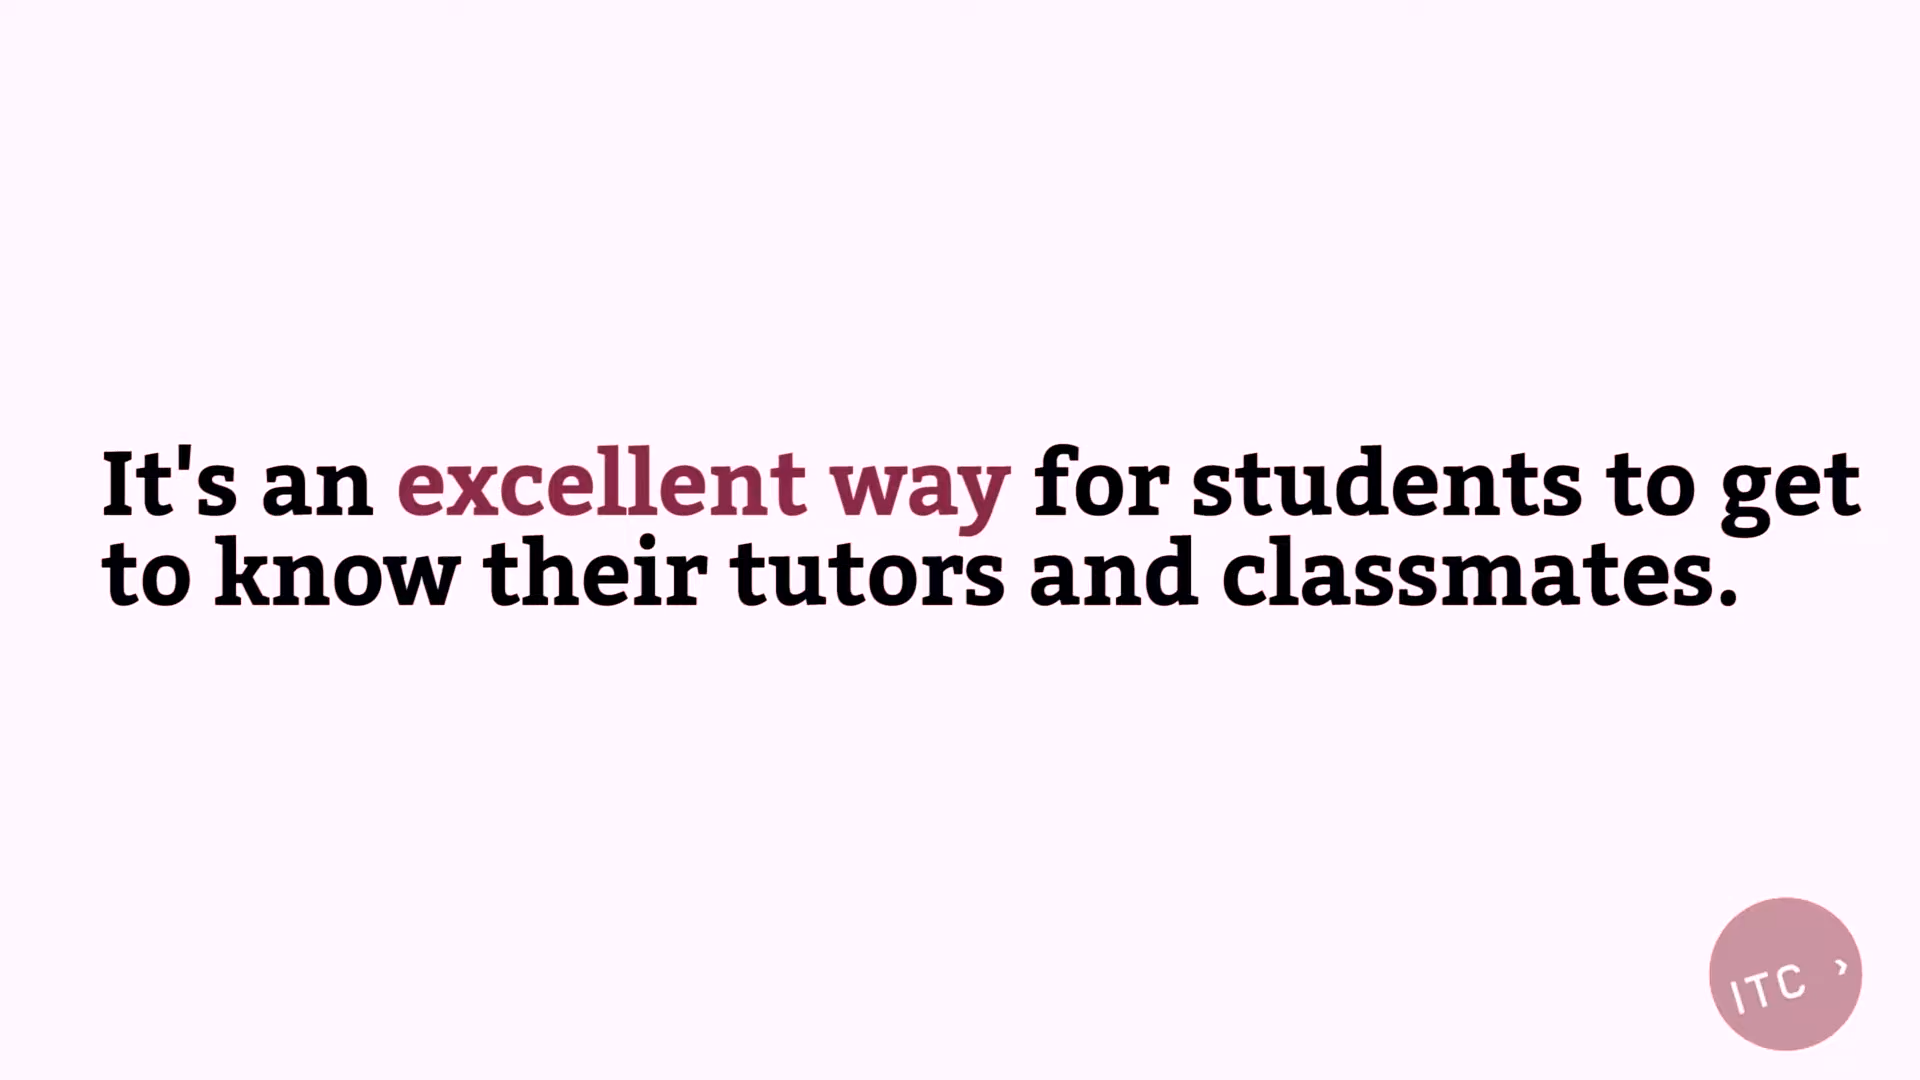 It's an excellent way for students to get
to know their tutors and classmates.
ITC ›